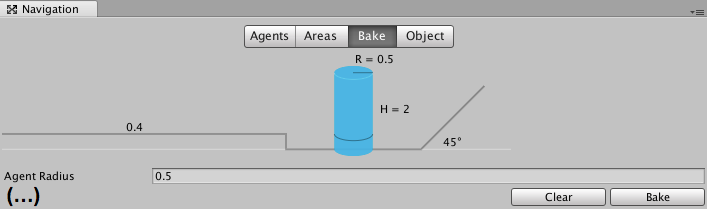 Navigation
Agents Areas Bake Object
R = 0.5
H = 2
0.4
45°
Agent Radius 0.5
(...)
Clear Bake